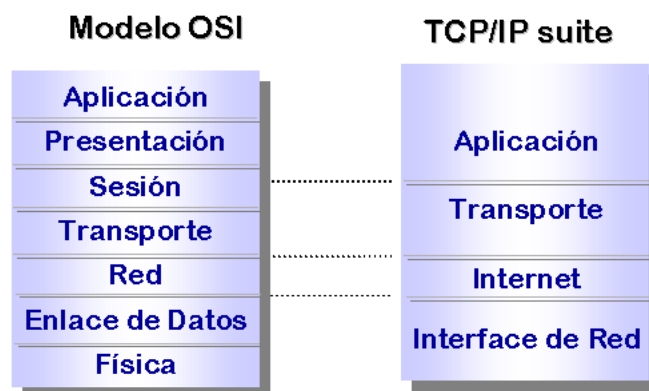 Modelo OSI
Aplicación
Presentación
Sesión
Transporte
Red
Enlace de Datos
Física
TCP/IP suite
Aplicación
Transporte
Internet
Interface de Red